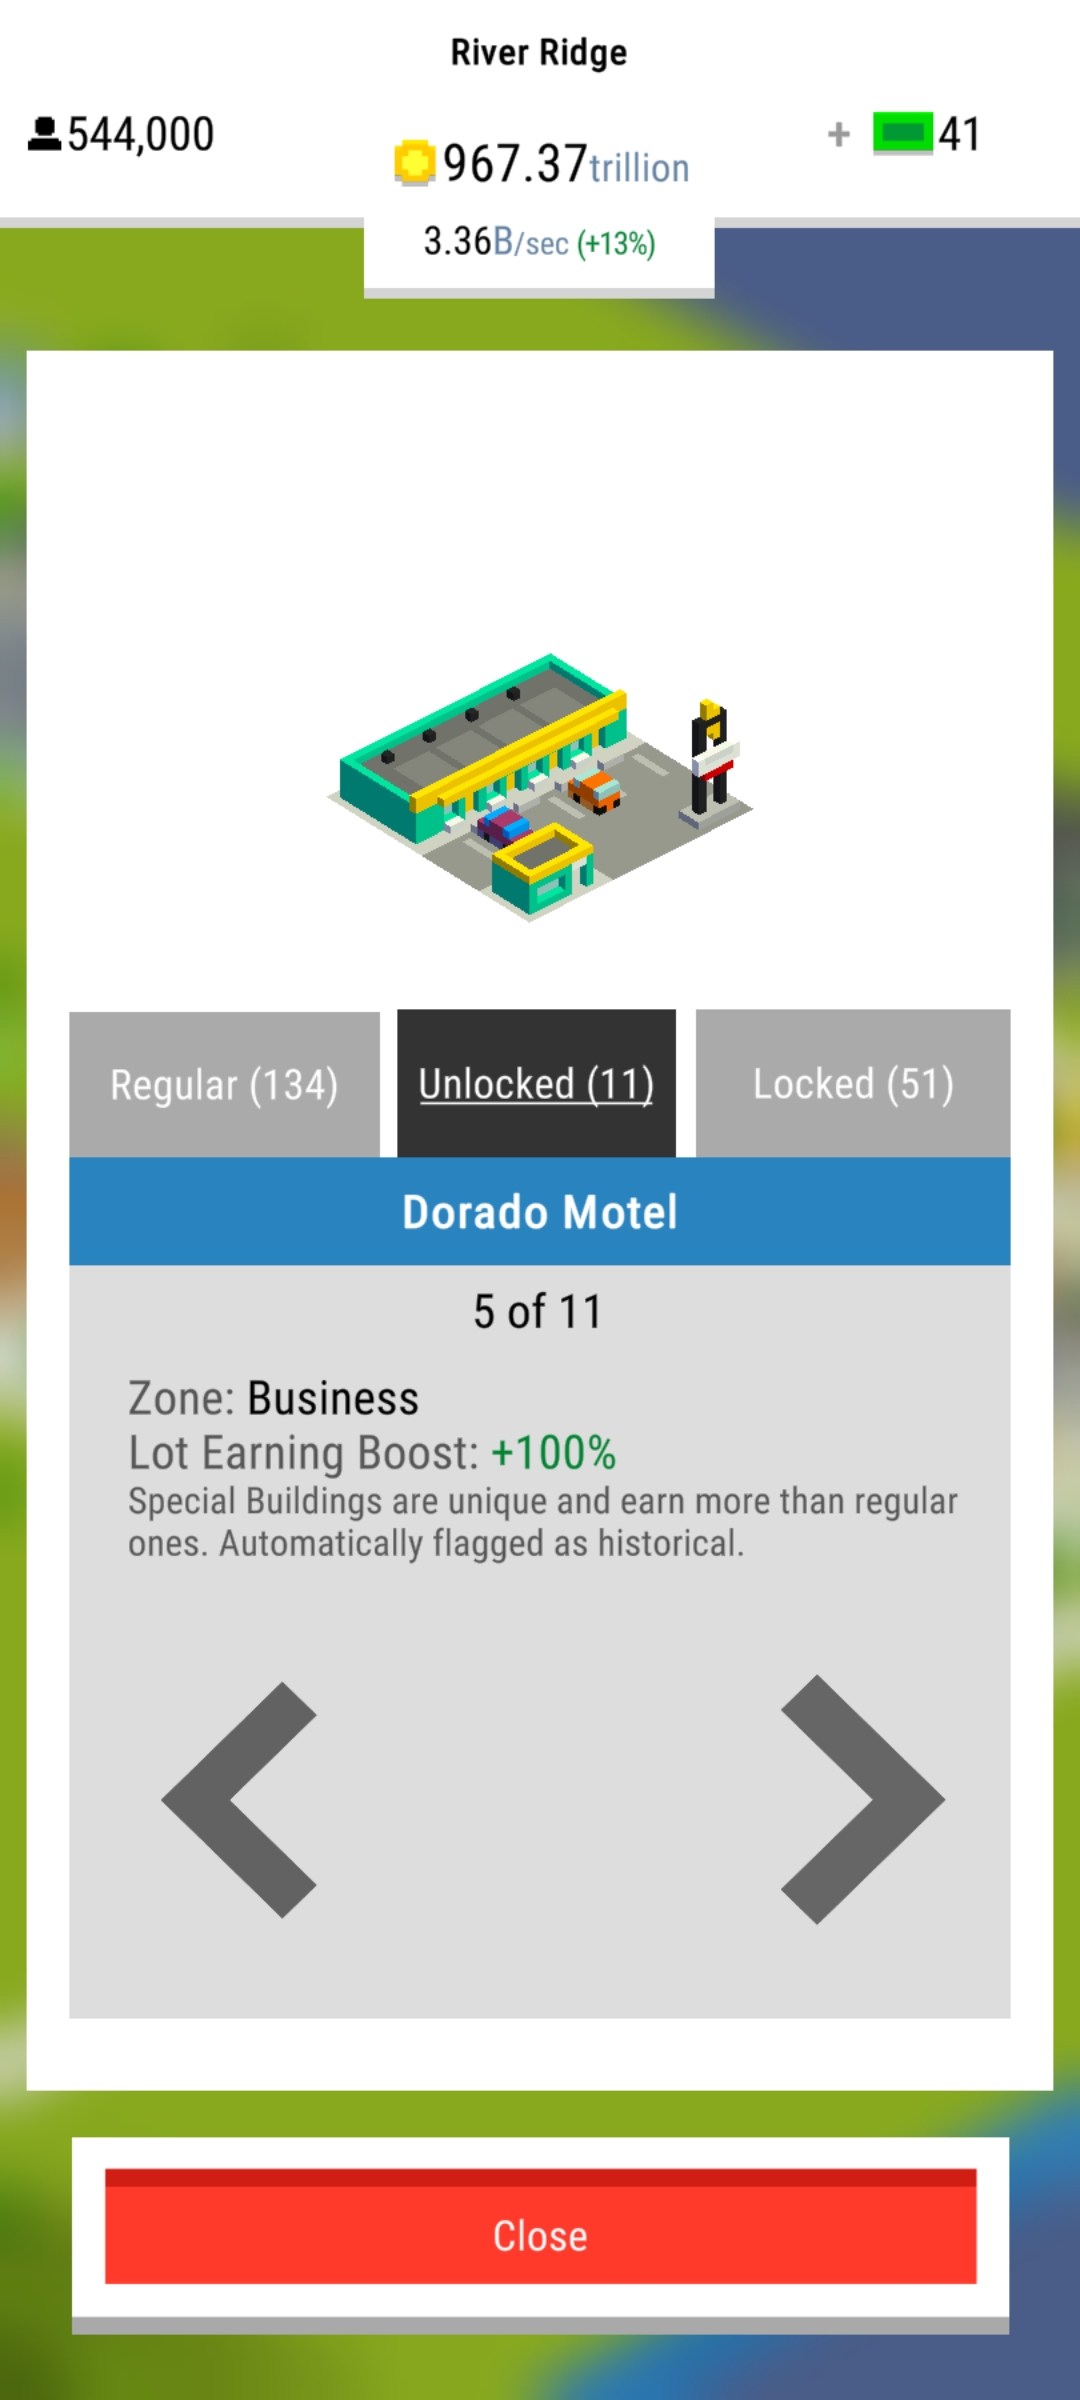 River Ridge
544,000
967.37trillion
+ 41
3.36B/sec (+13%)
Regular (134)
Unlocked (11)
Locked (51)
Dorado Motel
5 of 11
Zone: Business
Lot Earning Boost: +100%
Special Buildings are unique and earn more than regular
ones. Automatically flagged as historical.
Close